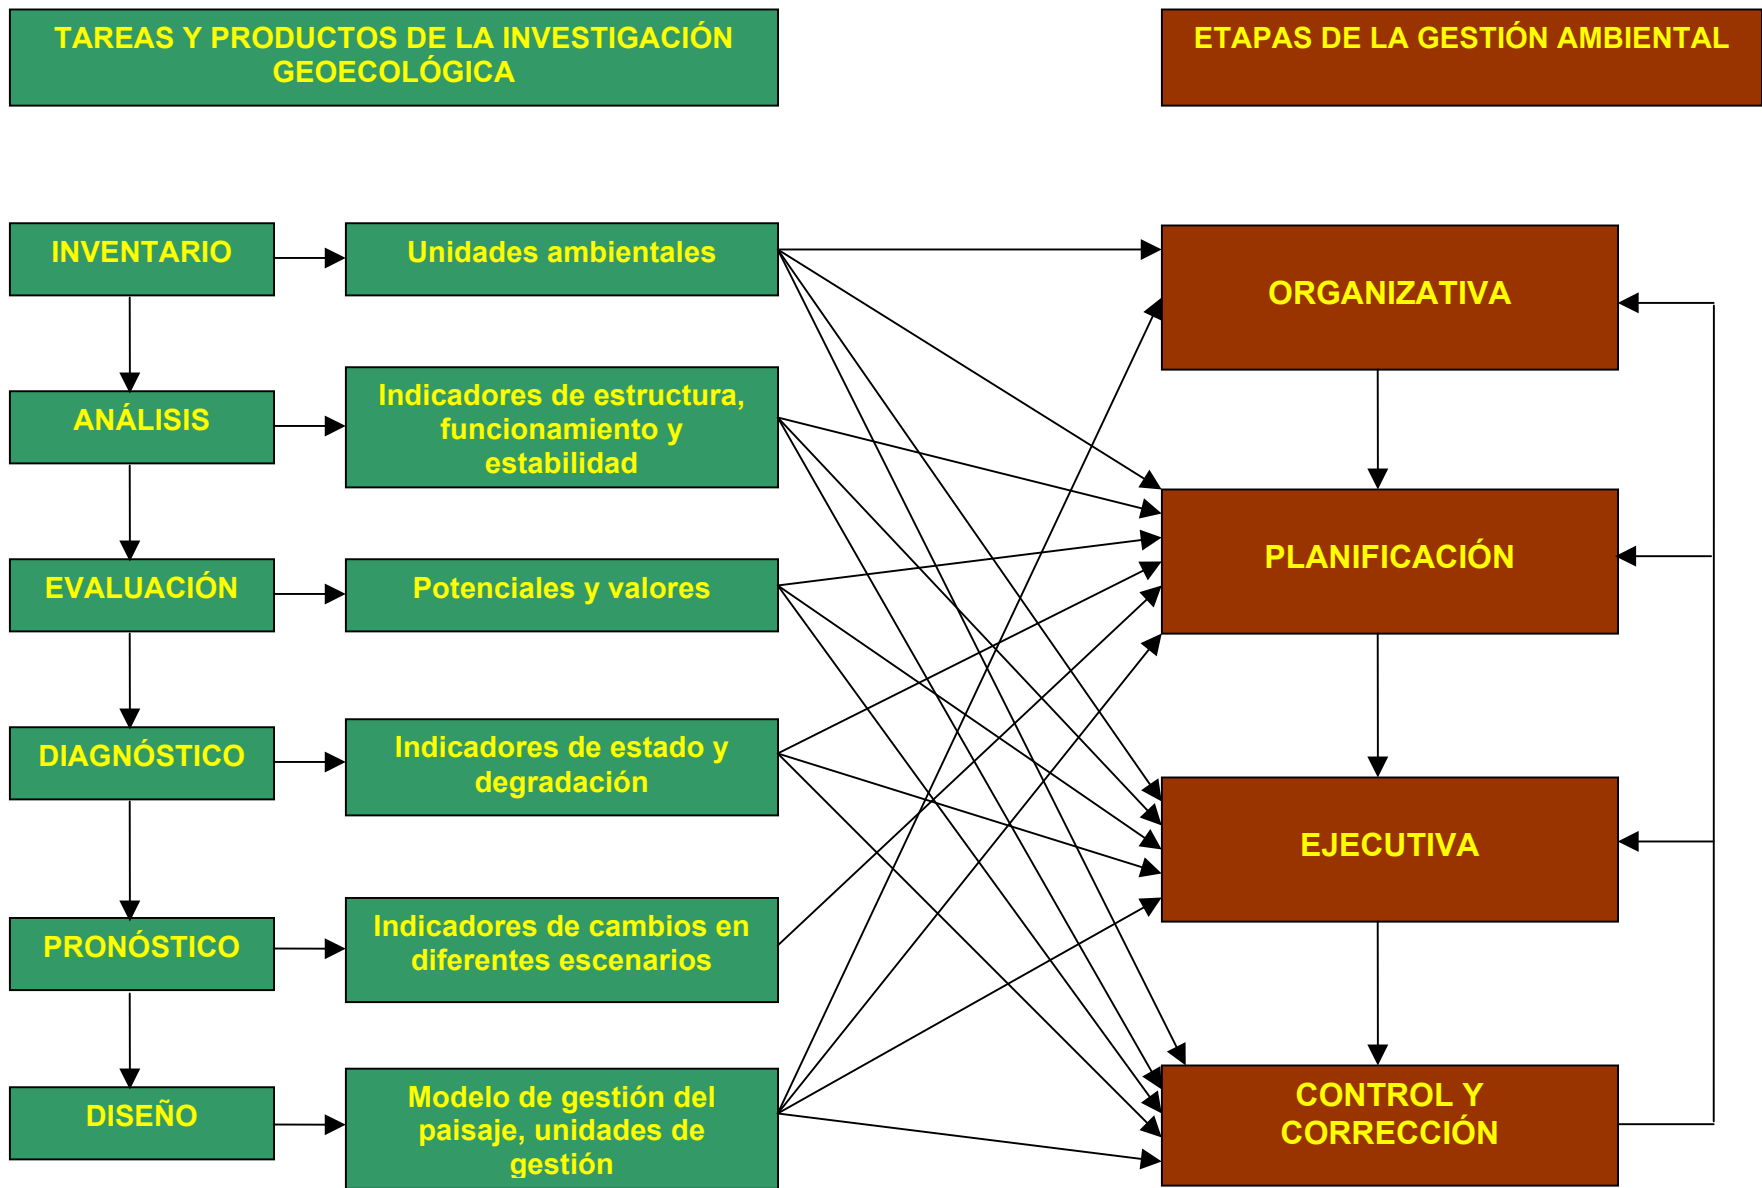 TAREAS Y PRODUCTOS DE LA INVESTIGACIÓN
GEOECOLÓGICA
ETAPAS DE LA GESTIÓN AMBIENTAL
INVENTARIO
Unidades ambientales
ORGANIZATIVA
ANÁLISIS
Indicadores de estructura,
funcionamiento y
estabilidad
PLANIFICACIÓN
EVALUACIÓN
Potenciales y valores
DIAGNÓSTICO
Indicadores de estado y
degradación
EJECUTIVA
PRONÓSTICO
Indicadores de cambios en
diferentes escenarios
DISEÑO
Modelo de gestión del
paisaje, unidades de
gestión
CONTROL Y
CORRECCIÓN